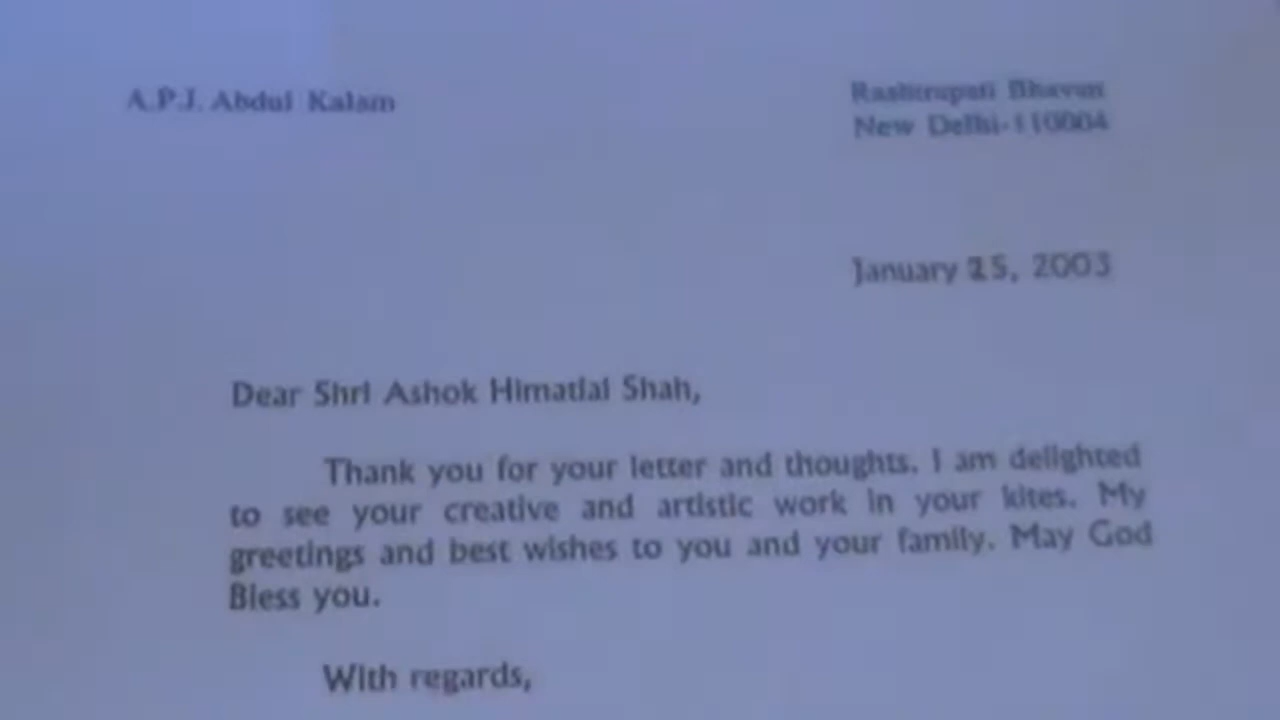 A.P.J. Abdul Kalam
Rashtrapati Bhavan
New Delhi-110004
January 25, 2003
Dear Shri Ashok Himatlal Shah,
Thank you for your letter and thoughts. I am delighted
to see your creative and artistic work in your kites. My
greetings and best wishes to you and your family. May God
Bless you.
With regards,